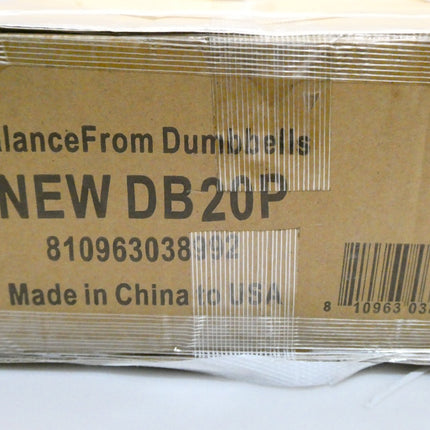 alanceFrom Dumbbells
NEW DB20P
810963038992
Made in China to USA
8 10963 03